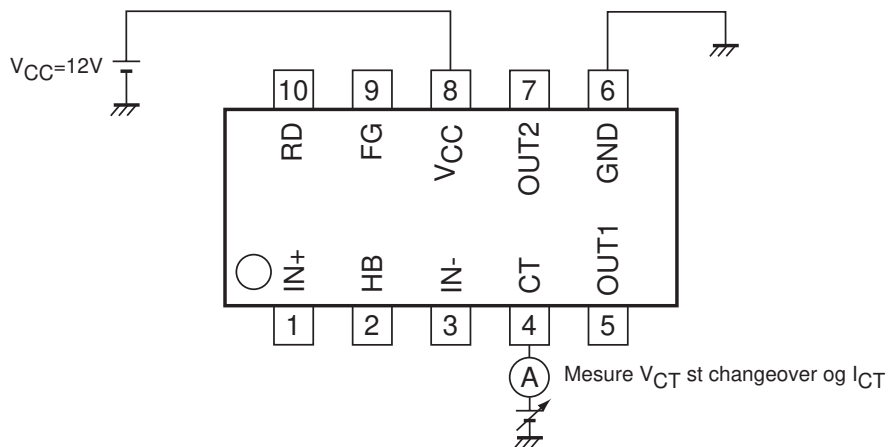 VCC=12V
10 9 8 7 6
RD FG VCC OUT2 GND
IN+ HB IN- CT OUT1
1 2 3 4 5
A Mesure VCT st changeover og ICT